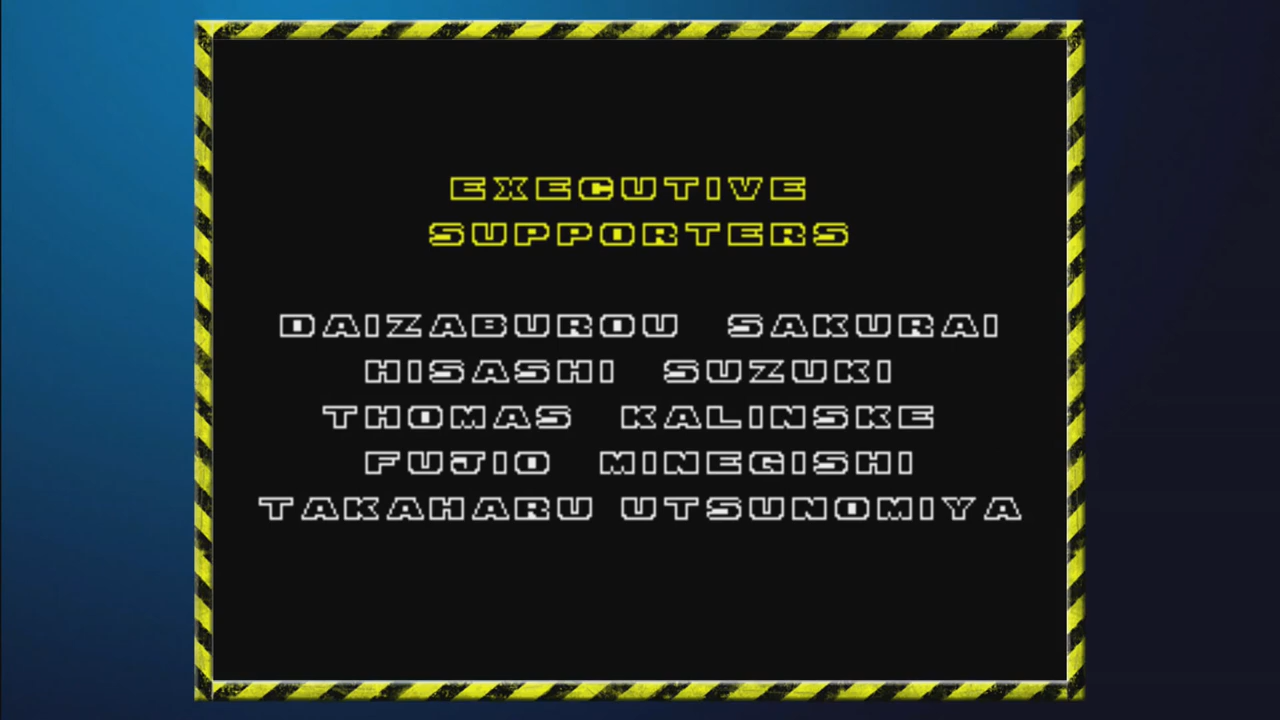 EXECUTIVE
SUPPORTERS
DAIZABUROU SAKURAI
HISASHI SUZUKI
THOMAS KALINSKE
FUJIO MINEGISHI
TAKAHARU UTSUNOMIYA